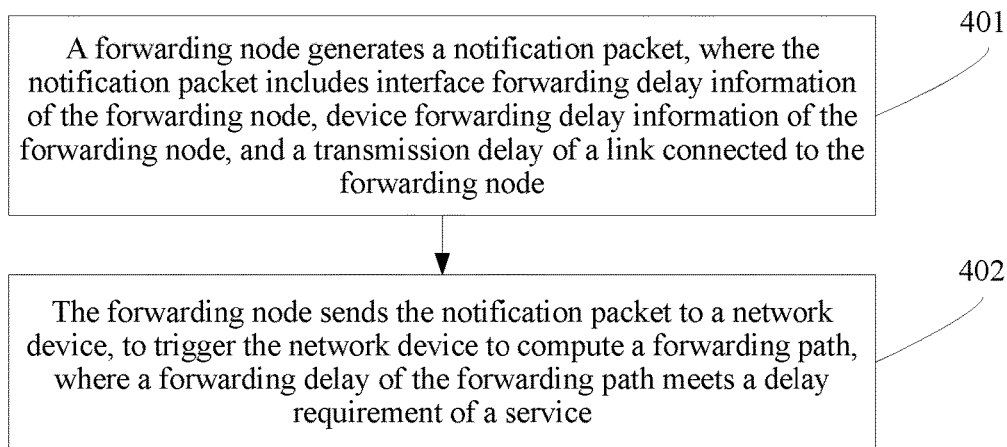 401
A forwarding node generates a notification packet, where the
notification packet includes interface forwarding delay information
of the forwarding node, device forwarding delay information of the
forwarding node, and a transmission delay of a link connected to the
forwarding node
402
The forwarding node sends the notification packet to a network
device, to trigger the network device to compute a forwarding path,
where a forwarding delay of the forwarding path meets a delay
requirement of a service